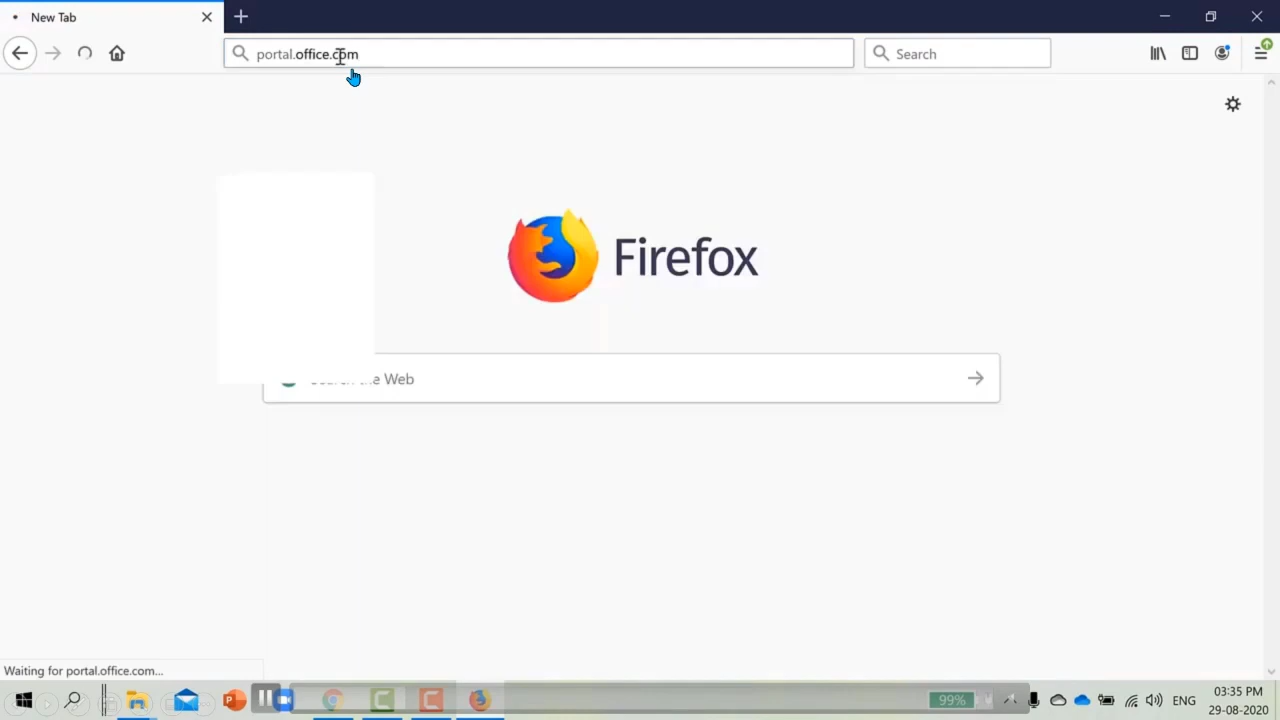 New Tab
portal.office.com
Search
Firefox
Search the Web
Waiting for portal.office.com...
99%
ENG
03:35 PM
29-08-2020